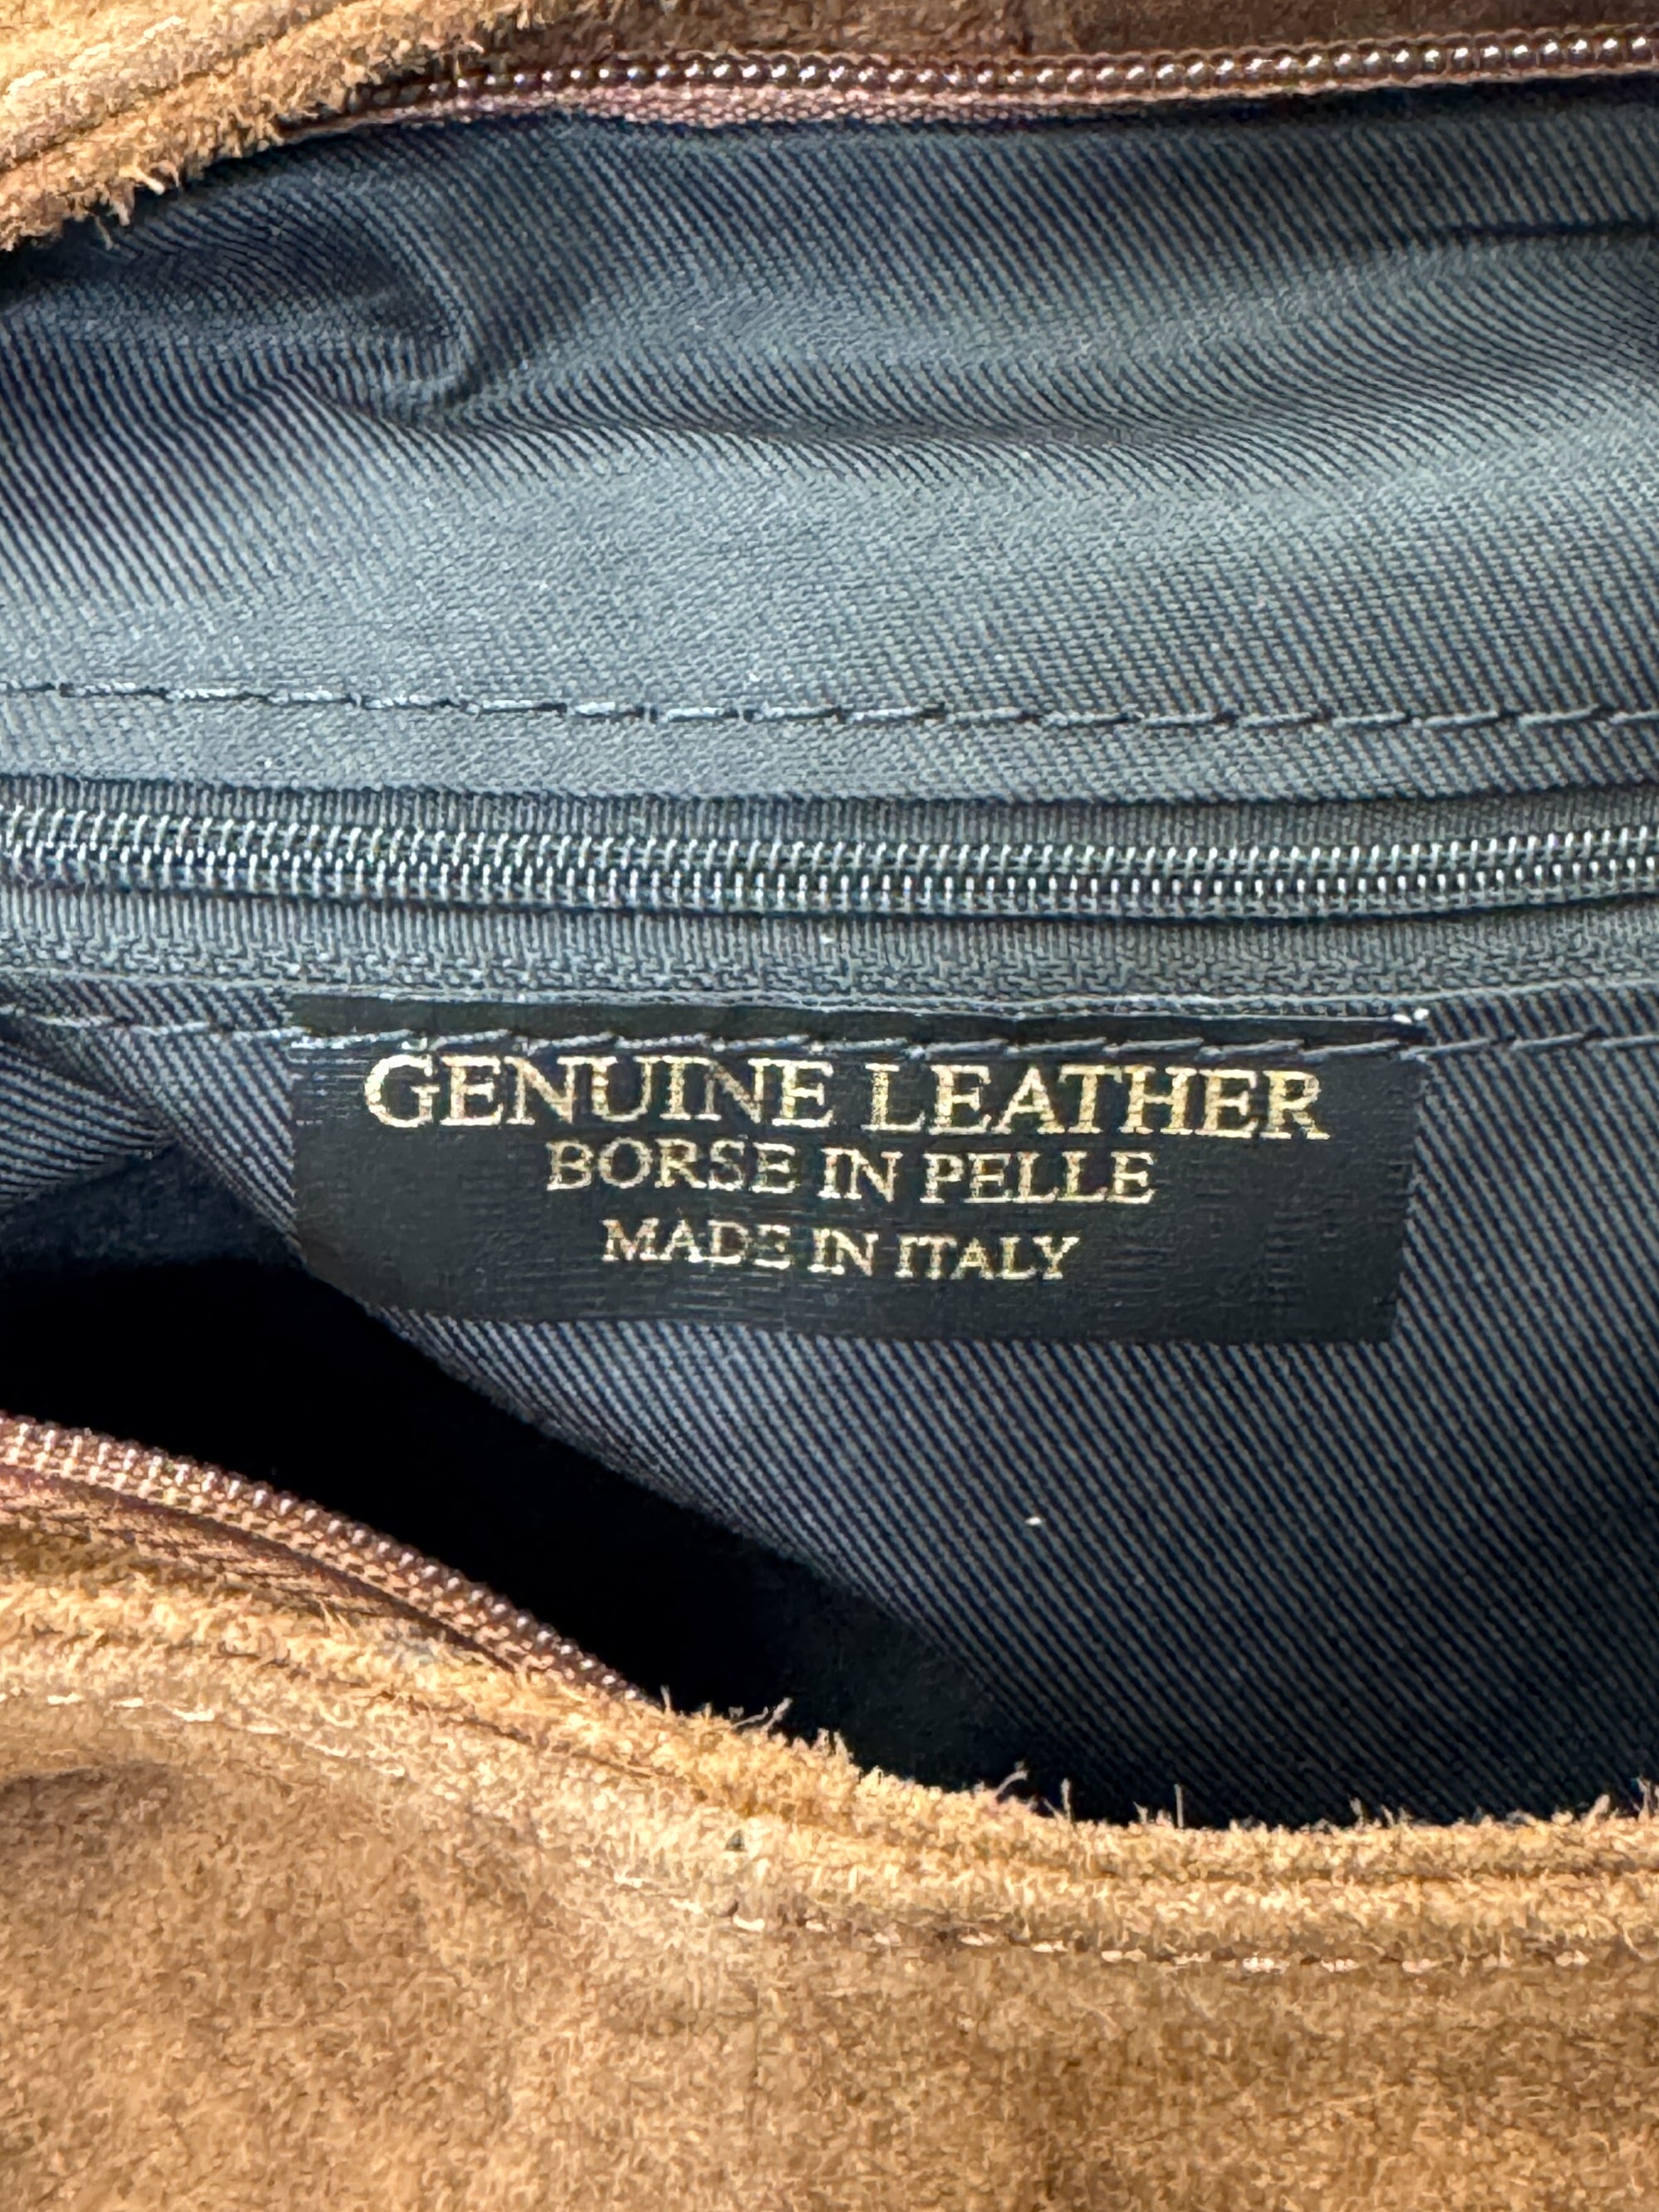 GENUINE LEATHER
BORSE IN PELLE
MADE IN ITALY